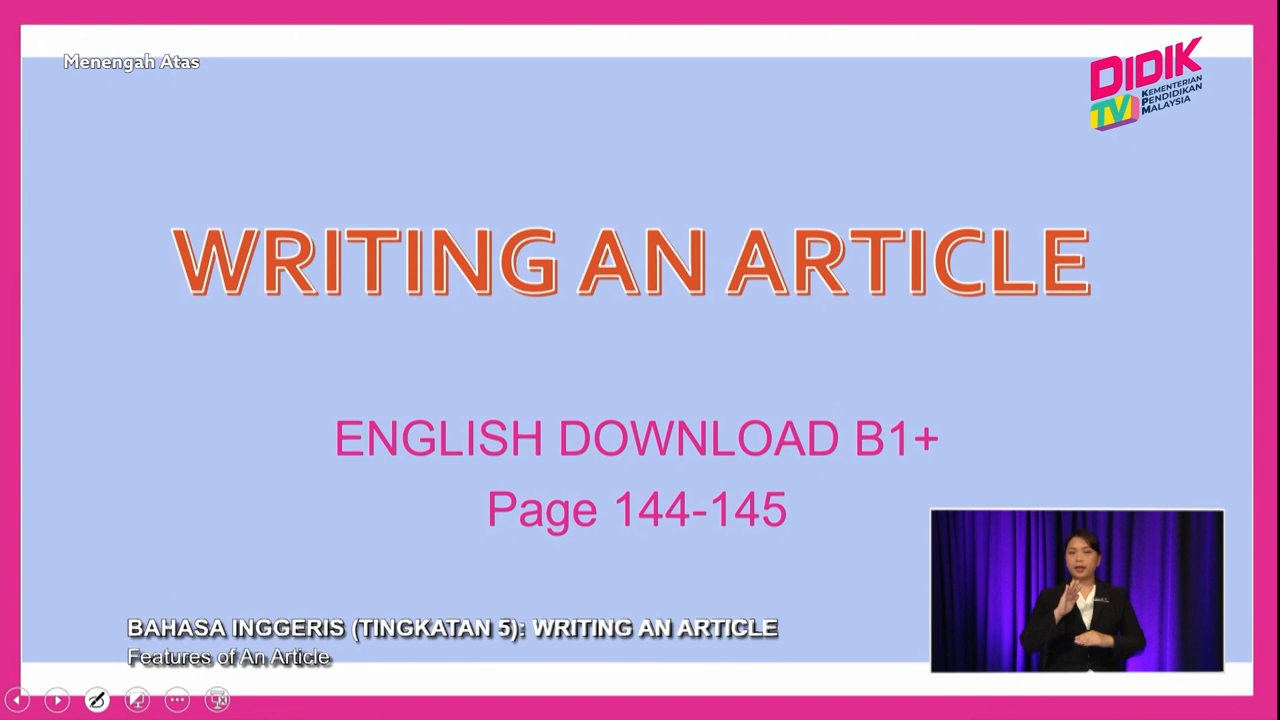 Menengah Atas
DIDIK
TV
KEMENTERIAN
PENDIDIKAN
MALAYSIA
WRITING AN ARTICLE
ENGLISH DOWNLOAD B1+
Page 144-145
BAHASA INGGERIS (TINGKATAN 5): WRITING AN ARTICLE
Features of An Article